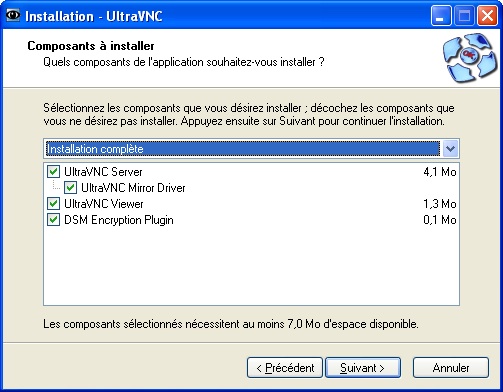 Installation - UltraVNC
Composants à installer
Quels composants de l'application souhaitez-vous installer ?
OK
Sélectionnez les composants que vous désirez installer ; décochez les composants que
vous ne désirez pas installer. Appuyez ensuite sur Suivant pour continuer l'installation.
Installation complète
UltraVNC Server 4,1 Mo
UltraVNC Mirror Driver
UltraVNC Viewer 1,3 Mo
DSM Encryption Plugin 0,1 Mo
Les composants sélectionnés nécessitent au moins 7,0 Mo d'espace disponible.
< Précédent Suivant > Annuler